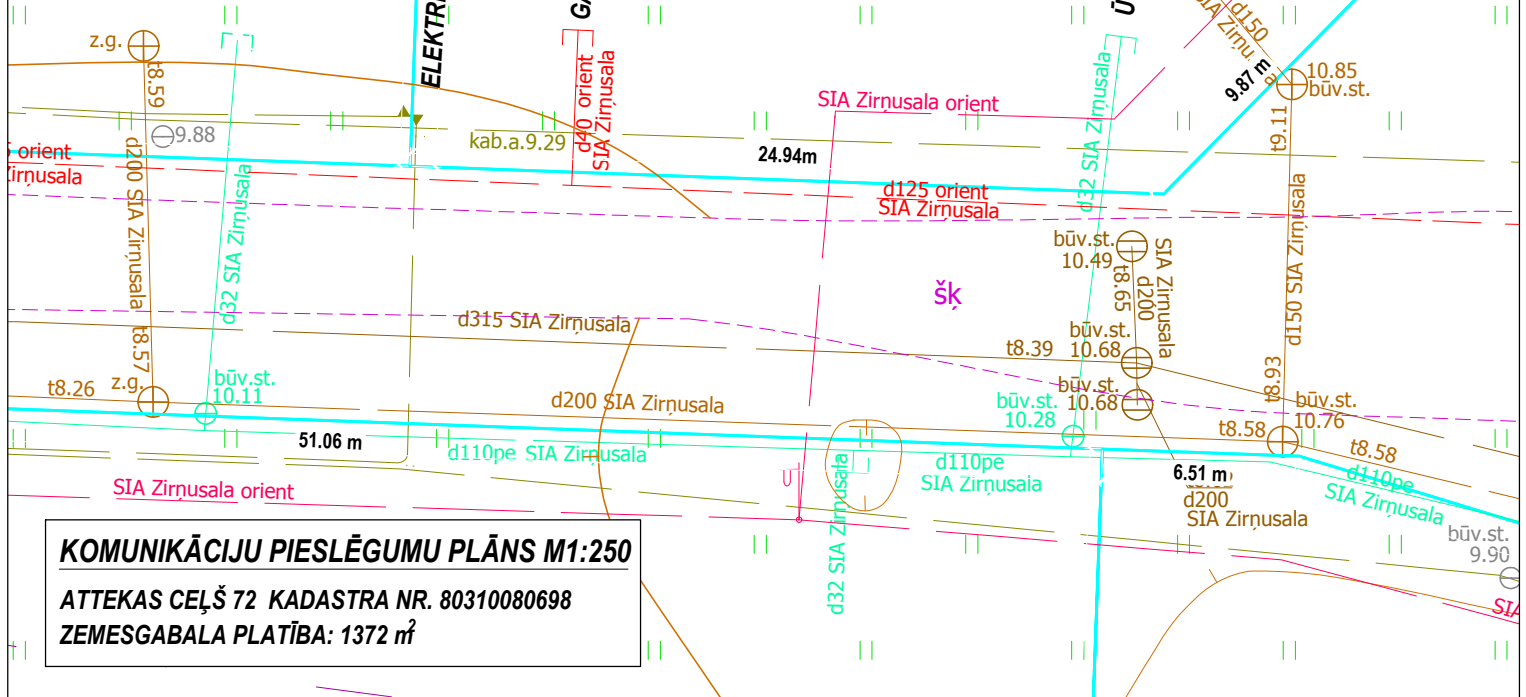 z.g.
t8.59
9.88
d200 SIA Zirņusala
d32 SIA Zirņusala
ELEKTR
kab.a.9.29
d40 orient
SIA Zirņusala
24.94m
SIA Zirņusala orient
d150
9.87 m
10.85
būv.st.
t9.11
d32 SIA Zirņusala
orient
d125 orient
SIA Zirņusala
d150 SIA Zirņusala
būv.st.
10.49
t8.65
d200
SIA Zirņusala
šķ
t8.57
d315 SIA Zirņusala
t8.39
būv.st.
10.68
būv.st.
10.68
t8.93
t8.26
z.g.
būv.st.
10.11
d200 SIA Zirņusala
būv.st.
10.28
t8.58
būv.st.
10.76
t8.58
51.06 m
d110pe SIA Zirņusala
d110pe
SIA Zirņusala
6.51 m
d200
SIA Zirņusala
d110pe
SIA Zirņusala
SIA Zirņusala orient
d32 SIA Zirņusala
būv.st.
9.90
SIA
KOMUNIKĀCIJU PIESLĒGUMU PLĀNS M1:250
ATTEKAS CEĻŠ 72 KADASTRA NR. 80310080698
ZEMESGABALA PLATĪBA: 1372 m²